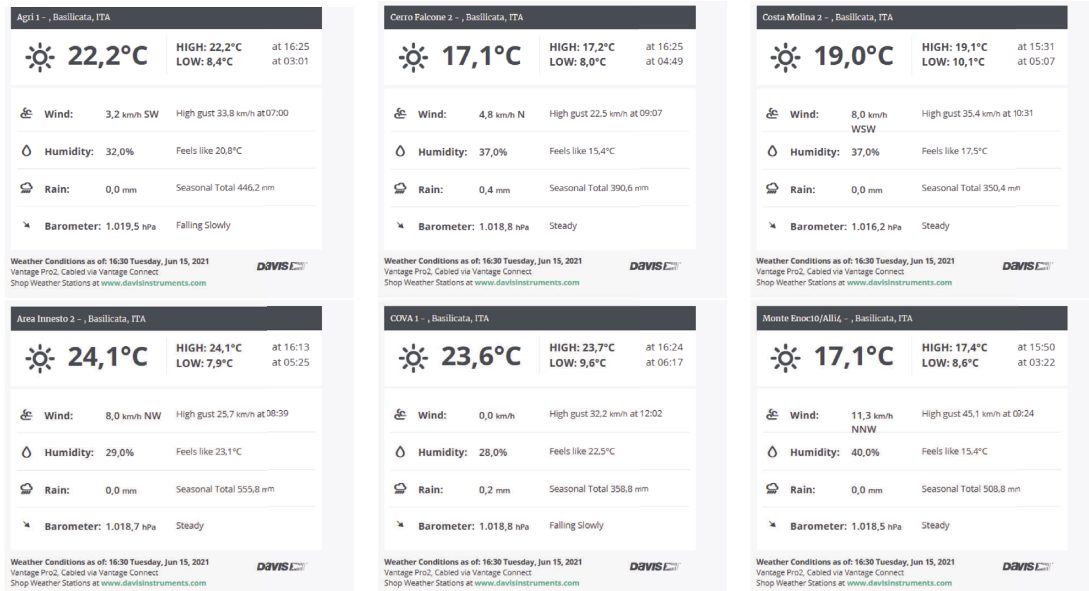 Agri 1 - , Basilicata, ITA
22,2°C
HIGH: 22,2°C at 16:25
LOW: 8,4°C at 03:01
Wind: 3,2 km/h SW High gust 33,8 km/h at 07:00
Humidity: 32,0% Feels like 20,8°C
Rain: 0,0 mm Seasonal Total 446,2 mm
Barometer: 1.019,5 hPa Falling Slowly
Weather Conditions as of: 16:30 Tuesday, Jun 15, 2021
Vantage Pro2, Cabled via Vantage Connect
Shop Weather Stations at www.davisinstruments.com
DAVIS
Cerro Falcone 2 - , Basilicata, ITA
17,1°C
HIGH: 17,2°C at 16:25
LOW: 8,0°C at 04:49
Wind: 4,8 km/h N High gust 22,5 km/h at 09:07
Humidity: 37,0% Feels like 15,4°C
Rain: 0,4 mm Seasonal Total 390,6 mm
Barometer: 1.018,8 hPa Steady
Weather Conditions as of: 16:30 Tuesday, Jun 15, 2021
Vantage Pro2, Cabled via Vantage Connect
Shop Weather Stations at www.davisinstruments.com
DAVIS
Costa Molina 2 - , Basilicata, ITA
19,0°C
HIGH: 19,1°C at 15:31
LOW: 10,1°C at 05:07
Wind: 8,0 km/h High gust 35,4 km/h at 10:31
WSW
Humidity: 37,0% Feels like 17,5°C
Rain: 0,0 mm Seasonal Total 350,4 mm
Barometer: 1.016,2 hPa Steady
Weather Conditions as of: 16:30 Tuesday, Jun 15, 2021
Vantage Pro2, Cabled via Vantage Connect
Shop Weather Stations at www.davisinstruments.com
DAVIS
Area Innesto 2 - , Basilicata, ITA
24,1°C
HIGH: 24,1°C at 16:13
LOW: 7,9°C at 05:25
Wind: 8,0 km/h NW High gust 25,7 km/h at 08:39
Humidity: 29,0% Feels like 23,1°C
Rain: 0,0 mm Seasonal Total 555,8 mm
Barometer: 1.018,7 hPa Steady
Weather Conditions as of: 16:30 Tuesday, Jun 15, 2021
Vantage Pro2, Cabled via Vantage Connect
Shop Weather Stations at www.davisinstruments.com
DAVIS
COVA 1 - , Basilicata, ITA
23,6°C
HIGH: 23,7°C at 16:24
LOW: 9,6°C at 06:17
Wind: 0,0 km/h High gust 32,2 km/h at 12:02
Humidity: 28,0% Feels like 22,5°C
Rain: 0,2 mm Seasonal Total 358,8 mm
Barometer: 1.018,8 hPa Falling Slowly
Weather Conditions as of: 16:30 Tuesday, Jun 15, 2021
Vantage Pro2, Cabled via Vantage Connect
Shop Weather Stations at www.davisinstruments.com
DAVIS
Monte Enoc10/Alli4 - , Basilicata, ITA
17,1°C
HIGH: 17,4°C at 15:50
LOW: 8,6°C at 03:22
Wind: 11,3 km/h High gust 45,1 km/h at 09:24
NNW
Humidity: 40,0% Feels like 15,4°C
Rain: 0,0 mm Seasonal Total 508,8 mm
Barometer: 1.018,5 hPa Steady
Weather Conditions as of: 16:30 Tuesday, Jun 15, 2021
Vantage Pro2, Cabled via Vantage Connect
Shop Weather Stations at www.davisinstruments.com
DAVIS